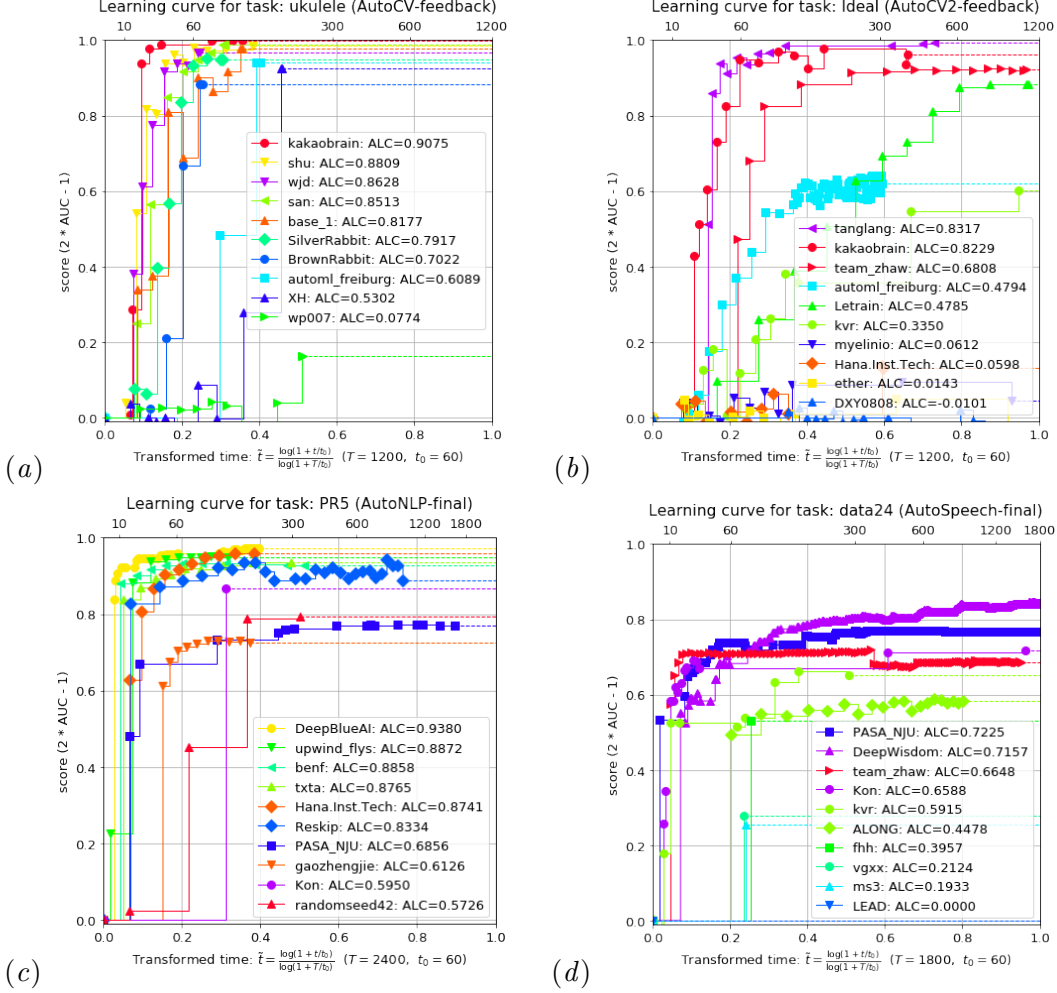 Learning curve for task: ukulele (AutoCV-feedback)
10 60 300 1200
1.0
0.8
0.6
0.4
0.2
0.0
score (2 * AUC - 1)
kakaobrain: ALC=0.9075
shu: ALC=0.8809
wjd: ALC=0.8628
san: ALC=0.8513
base_1: ALC=0.8177
SilverRabbit: ALC=0.7917
BrownRabbit: ALC=0.7022
automl_freiburg: ALC=0.6089
XH: ALC=0.5302
wp007: ALC=0.0774
0.0 0.2 0.4 0.6 0.8 1.0
Transformed time: t̃ = log(1 + t/t₀) / log(1 + T/t₀) (T = 1200, t₀ = 60)
(a)
Learning curve for task: Ideal (AutoCV2-feedback)
10 60 300 1200
1.0
0.8
0.6
0.4
0.2
0.0
score (2 * AUC - 1)
tanglang: ALC=0.8317
kakaobrain: ALC=0.8229
team_zhaw: ALC=0.6808
automl_freiburg: ALC=0.4794
Letrain: ALC=0.4785
kvr: ALC=0.3350
myelinio: ALC=0.0612
Hana.Inst.Tech: ALC=0.0598
ether: ALC=0.0143
DXY0808: ALC=-0.0101
0.0 0.2 0.4 0.6 0.8 1.0
Transformed time: t̃ = log(1 + t/t₀) / log(1 + T/t₀) (T = 1200, t₀ = 60)
(b)
Learning curve for task: PR5 (AutoNLP-final)
10 60 300 600 1200 1800
1.0
0.8
0.6
0.4
0.2
0.0
score (2 * AUC - 1)
DeepBlueAI: ALC=0.9380
upwind_flys: ALC=0.8872
benf: ALC=0.8858
txta: ALC=0.8765
Hana.Inst.Tech: ALC=0.8741
Reskip: ALC=0.8334
PASA_NJU: ALC=0.6856
gaozhengjie: ALC=0.6126
Kon: ALC=0.5950
randomseed42: ALC=0.5726
0.0 0.2 0.4 0.6 0.8 1.0
Transformed time: t̃ = log(1 + t/t₀) / log(1 + T/t₀) (T = 2400, t₀ = 60)
(c)
Learning curve for task: data24 (AutoSpeech-final)
10 60 300 600 1200 1800
1.0
0.8
0.6
0.4
0.2
0.0
score (2 * AUC - 1)
PASA_NJU: ALC=0.7225
DeepWisdom: ALC=0.7157
team_zhaw: ALC=0.6648
Kon: ALC=0.6588
kvr: ALC=0.5915
ALONG: ALC=0.4478
fhh: ALC=0.3957
vgxx: ALC=0.2124
ms3: ALC=0.1933
LEAD: ALC=0.0000
0.0 0.2 0.4 0.6 0.8 1.0
Transformed time: t̃ = log(1 + t/t₀) / log(1 + T/t₀) (T = 1800, t₀ = 60)
(d)